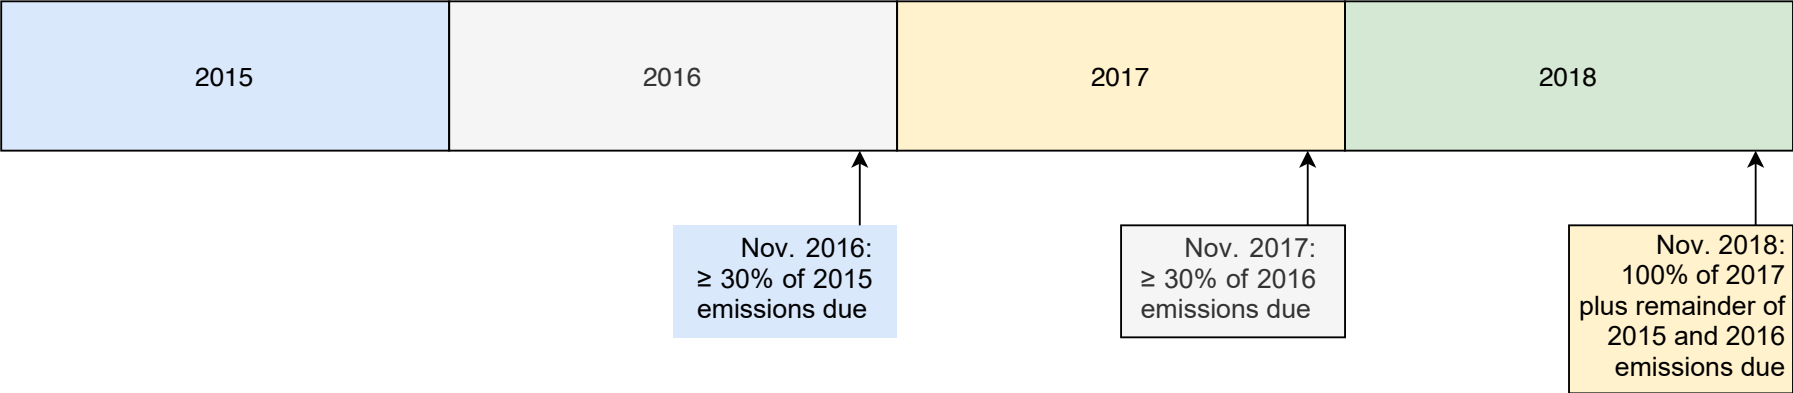 2015
2016
2017
2018
Nov. 2016:
≥ 30% of 2015
emissions due
Nov. 2017:
≥ 30% of 2016
emissions due
Nov. 2018:
100% of 2017
plus remainder of
2015 and 2016
emissions due